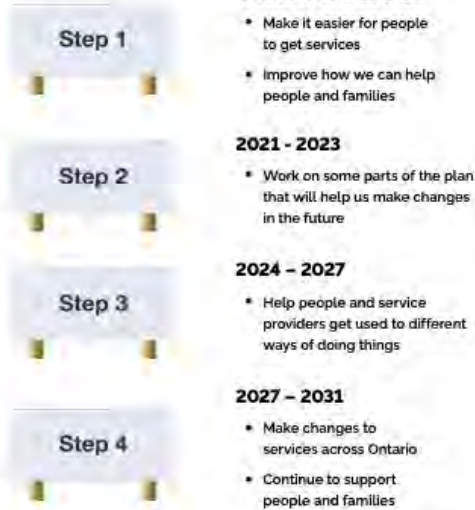 Step 1
• Make it easier for people
to get services
• Improve how we can help
people and families
Step 2
2021 - 2023
• Work on some parts of the plan
that will help us make changes
in the future
Step 3
2024 – 2027
• Help people and service
providers get used to different
ways of doing things
Step 4
2027 – 2031
• Make changes to
services across Ontario
• Continue to support
people and families